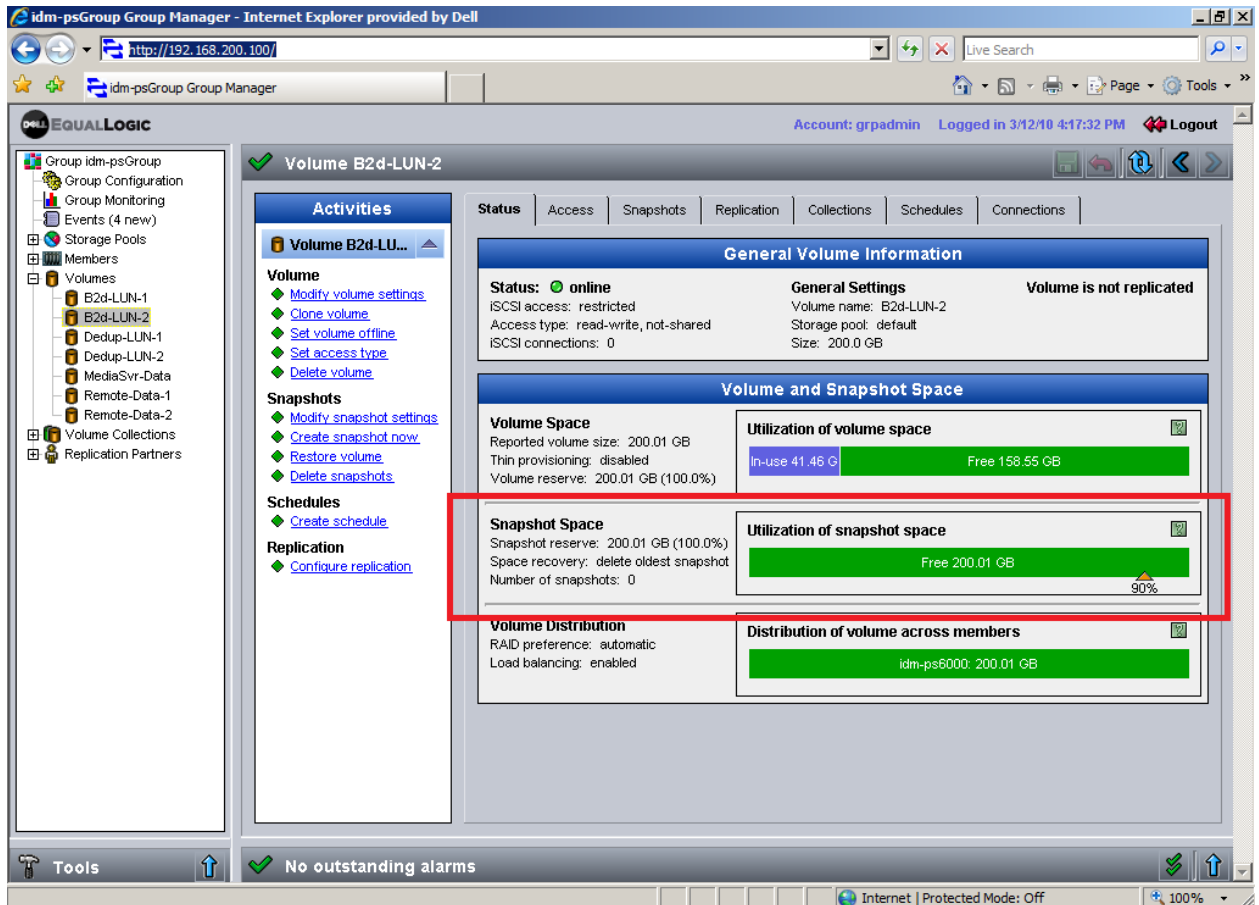 idm-psGroup Group Manager - Internet Explorer provided by Dell
http://192.168.200.100/
Live Search
idm-psGroup Group Manager
Page
Tools
DELL EQUALLOGIC
Account: grpadmin Logged in 3/12/10 4:17:32 PM Logout
Group idm-psGroup
Group Configuration
Group Monitoring
Events (4 new)
Storage Pools
Members
Volumes
B2d-LUN-1
B2d-LUN-2
Dedup-LUN-1
Dedup-LUN-2
MediaSvr-Data
Remote-Data-1
Remote-Data-2
Volume Collections
Replication Partners
Tools
Volume B2d-LUN-2
Activities
Volume B2d-LU...
Volume
Modify volume settings
Clone volume
Set volume offline
Set access type
Delete volume
Snapshots
Modify snapshot settings
Create snapshot now
Restore volume
Delete snapshots
Schedules
Create schedule
Replication
Configure replication
Status Access Snapshots Replication Collections Schedules Connections
General Volume Information
Status: online
iSCSI access: restricted
Access type: read-write, not-shared
iSCSI connections: 0
General Settings
Volume name: B2d-LUN-2
Storage pool: default
Size: 200.0 GB
Volume is not replicated
Volume and Snapshot Space
Volume Space
Reported volume size: 200.01 GB
Thin provisioning: disabled
Volume reserve: 200.01 GB (100.0%)
Utilization of volume space
In-use 41.46 G
Free 158.55 GB
Snapshot Space
Snapshot reserve: 200.01 GB (100.0%)
Space recovery: delete oldest snapshot
Number of snapshots: 0
Utilization of snapshot space
Free 200.01 GB
90%
Volume Distribution
RAID preference: automatic
Load balancing: enabled
Distribution of volume across members
idm-ps6000: 200.01 GB
No outstanding alarms
Internet | Protected Mode: Off
100%